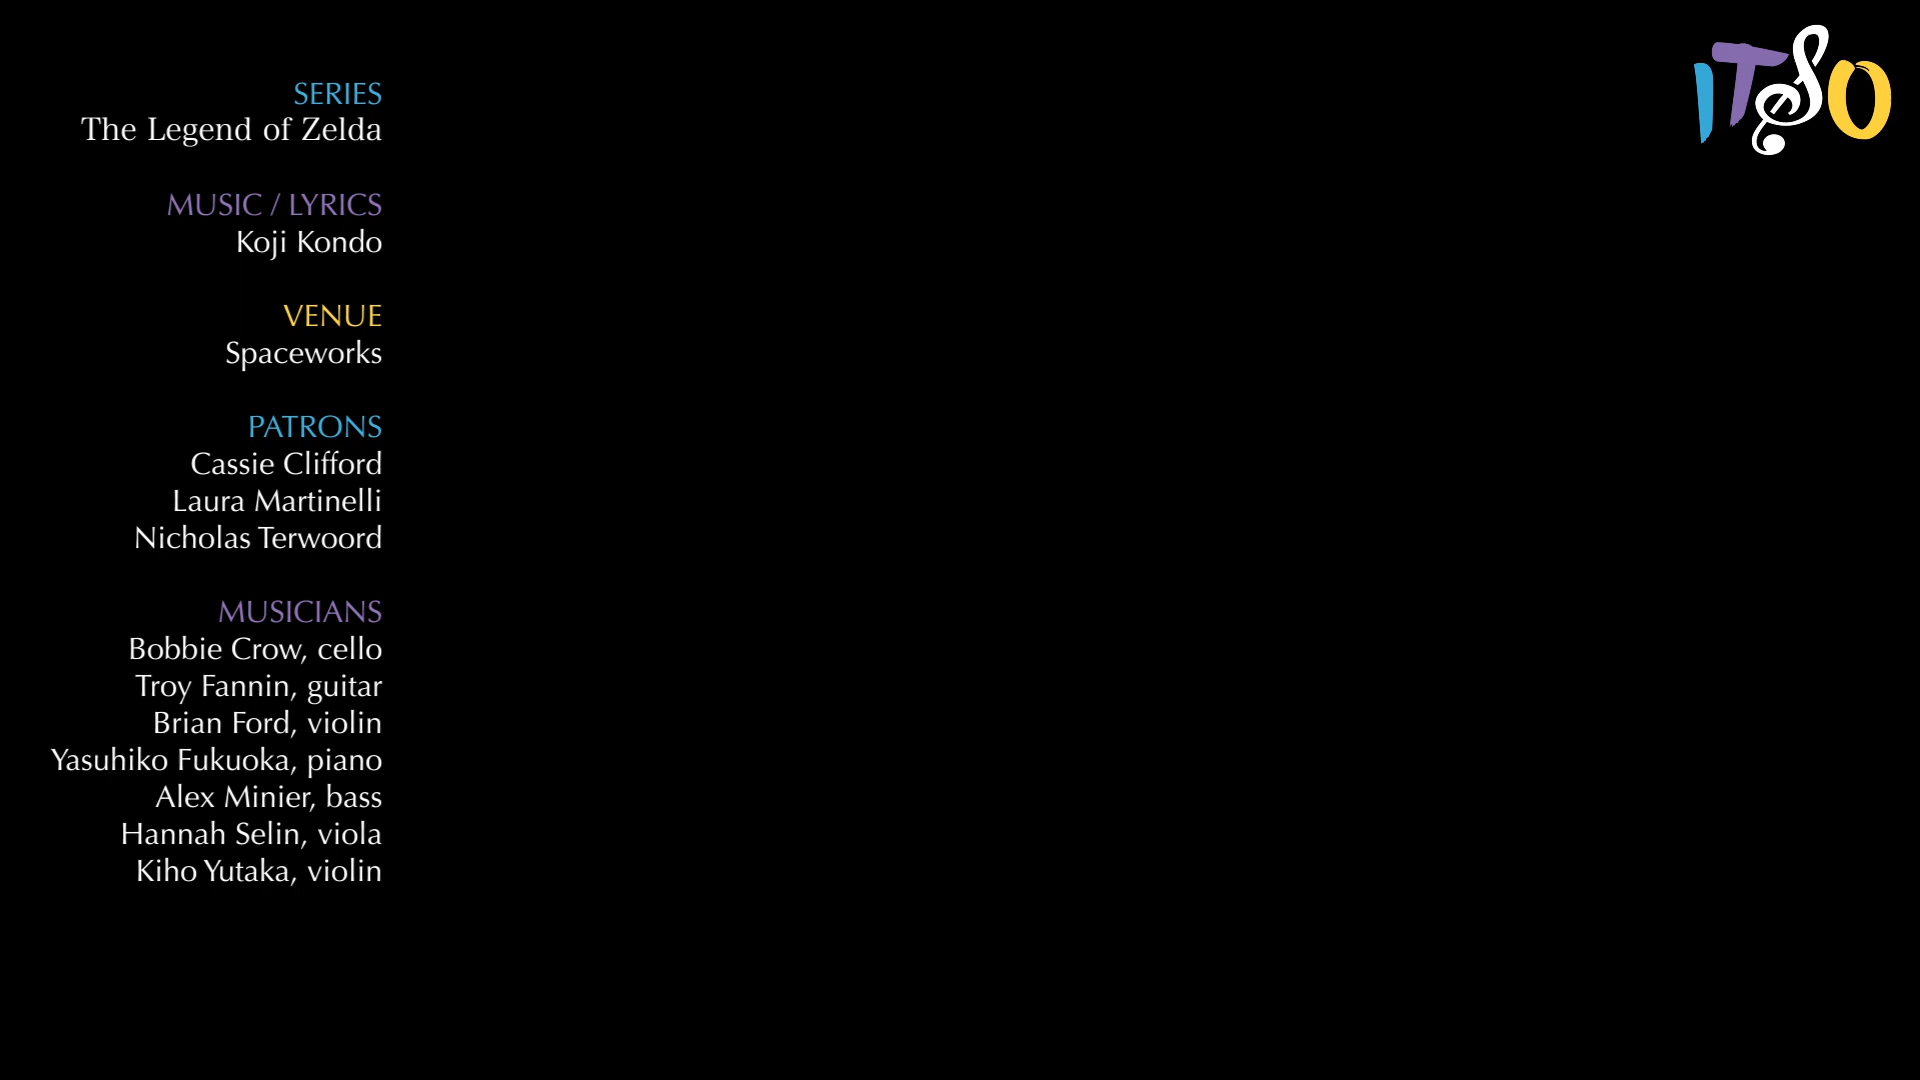 SERIES
The Legend of Zelda
MUSIC / LYRICS
Koji Kondo
VENUE
Spaceworks
PATRONS
Cassie Clifford
Laura Martinelli
Nicholas Terwoord
MUSICIANS
Bobbie Crow, cello
Troy Fannin, guitar
Brian Ford, violin
Yasuhiko Fukuoka, piano
Alex Minier, bass
Hannah Selin, viola
Kiho Yutaka, violin
ITSO